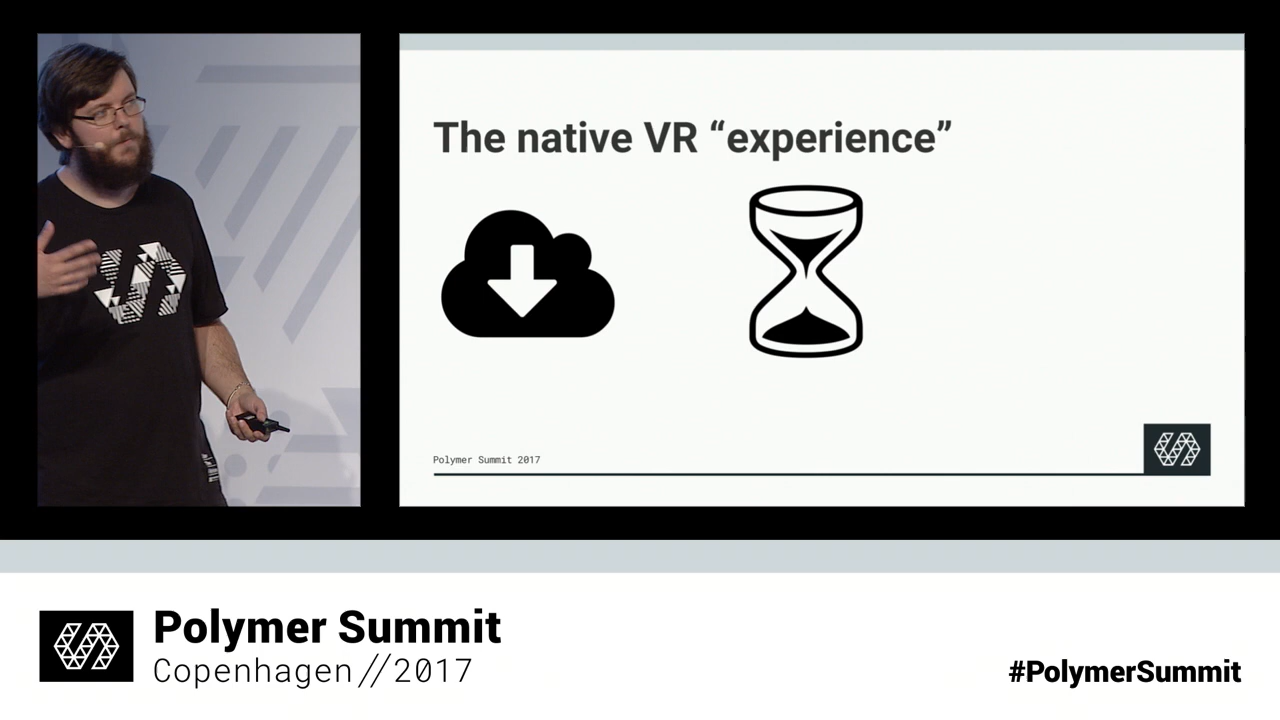 The native VR “experience”
Polymer Summit 2017
Polymer Summit
Copenhagen //2017
#PolymerSummit